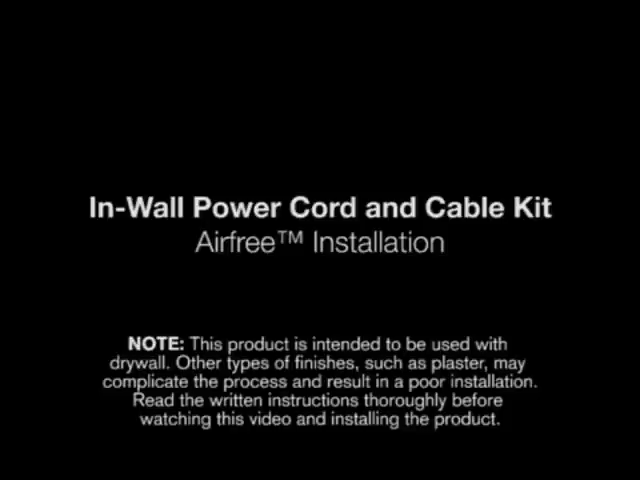 In-Wall Power Cord and Cable Kit
Airfree™ Installation
NOTE: This product is intended to be used with
drywall. Other types of finishes, such as plaster, may
complicate the process and result in a poor installation.
Read the written instructions thoroughly before
watching this video and installing the product.